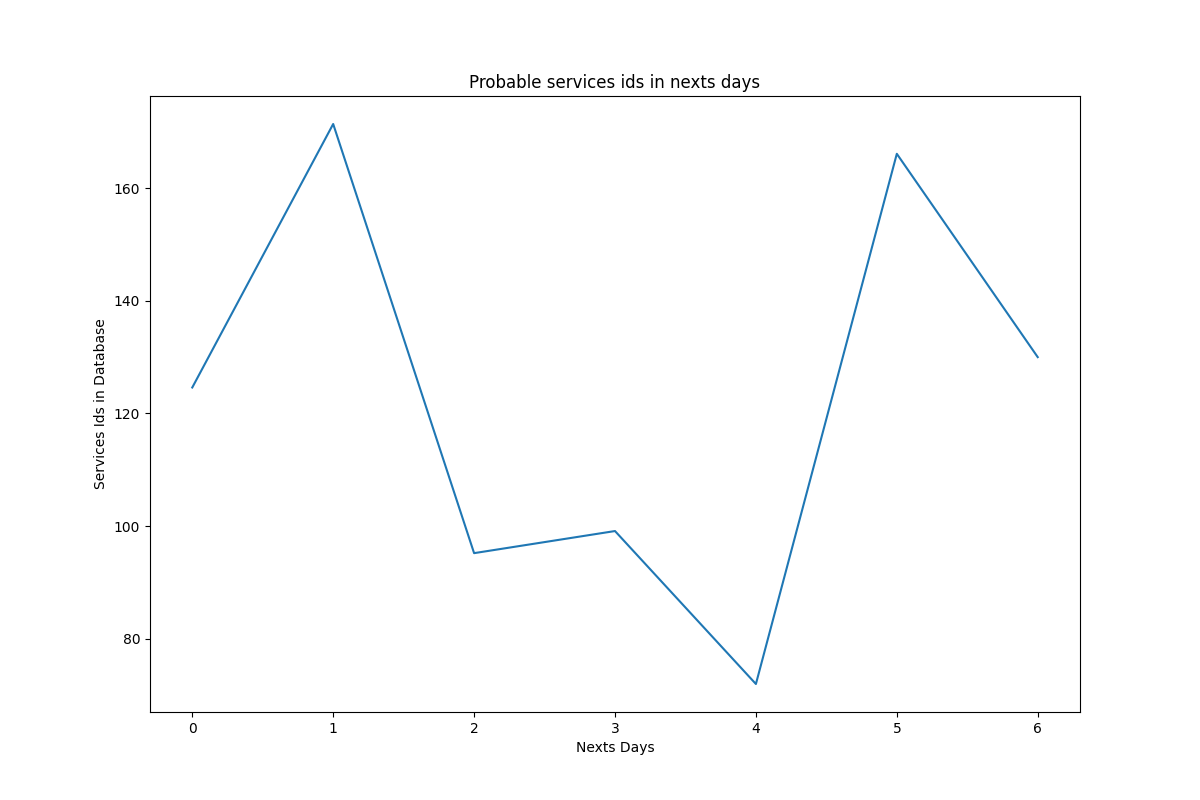 Probable services ids in nexts days
160
140
120
100
80
Services Ids in Database
0 1 2 3 4 5 6
Nexts Days